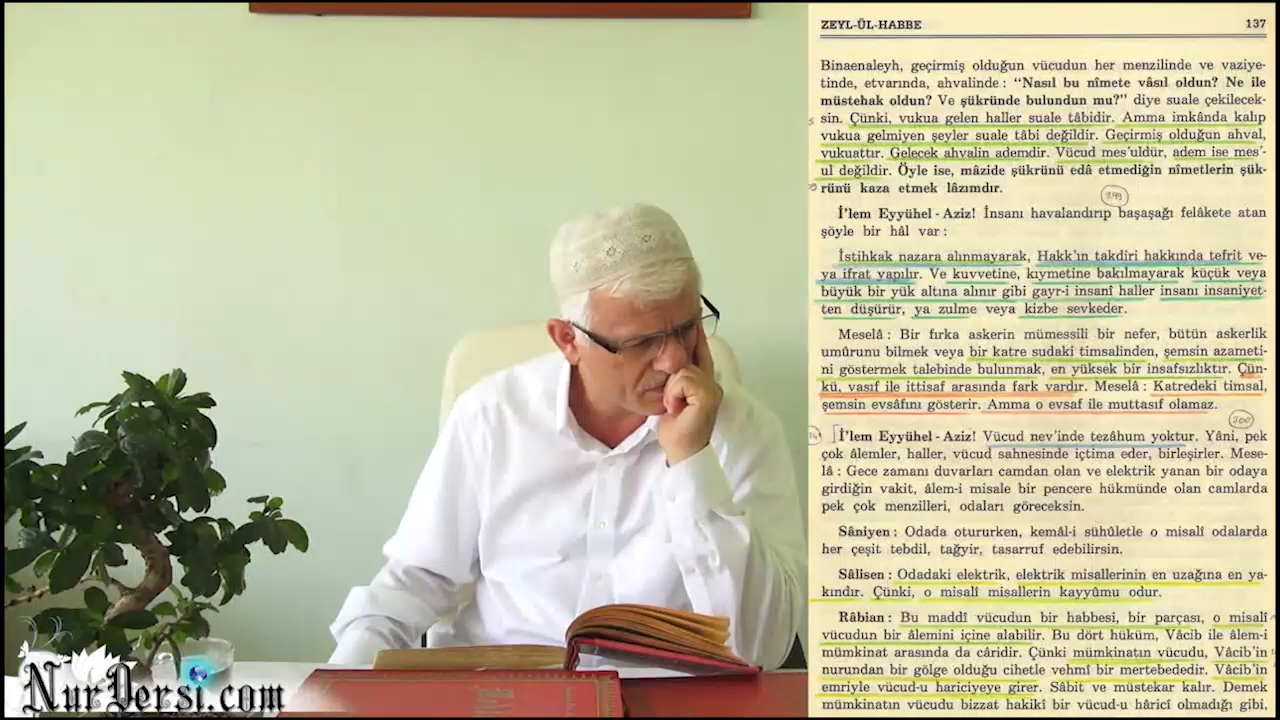 ZEYL-ÜL-HABBE 137
Binaenaleyh, geçirmiş olduğun vücudun her menzilinde ve vaziye-
tinde, etvarında, ahvalinde : “Nasıl bu nîmete vâsıl oldun? Ne ile
müstehak oldun? Ve şükründe bulundun mu?” diye suale çekilecek-
sin. Çünki, vukua gelen haller suale tâbidir. Amma imkânda kalıp
vukua gelmiyen şeyler suale tâbi değildir. Geçirmiş olduğun ahval,
vukuattır. Gelecek ahvalin ademdir. Vücud mes’uldür, adem ise mes’-
ul değildir. Öyle ise, mâzide şükrünü edâ etmediğin nîmetlerin şük-
rünü kaza etmek lâzımdır.
299
İ’lem Eyyühel - Aziz! İnsanı havalandırıp başaşağı felâkete atan
şöyle bir hâl var :
İstihkak nazara alınmayarak, Hakk’ın takdiri hakkında tefrit ve-
ya ifrat yapılır. Ve kuvvetine, kıymetine bakılmayarak küçük veya
büyük bir yük altına alınır gibi gayr-i insanî haller insanı insaniyet-
ten düşürür, ya zulme veya kizbe sevkeder.
Meselâ : Bir fırka askerin mümessili bir nefer, bütün askerlik
umûrunu bilmek veya bir katre sudaki timsalinden, şemsin azameti-
ni göstermek talebinde bulunmak, en yüksek bir insafsızlıktır. Çün-
kü, vasıf ile ittisaf arasında fark vardır. Meselâ : Katredeki timsal,
şemsin evsâfını gösterir. Amma o evsaf ile muttasıf olamaz.
300
İ’lem Eyyühel - Aziz! Vücud nev’inde tezâhum yoktur. Yâni, pek
çok âlemler, haller, vücud sahnesinde içtima eder, birleşirler. Mese-
lâ : Gece zamanı duvarları camdan olan ve elektrik yanan bir odaya
girdiğin vakit, âlem-i misale bir pencere hükmünde olan camlarda
pek çok menzilleri, odaları göreceksin.
Sâniyen : Odada otururken, kemâl-i sühûletle o misalî odalarda
her çeşit tebdil, tağyir, tasarruf edebilirsin.
Sâlisen : Odadaki elektrik, elektrik misallerinin en uzağına en ya-
kındır. Çünki, o misalî misallerin kayyûmu odur.
Râbian : Bu maddî vücudun bir habbesi, bir parçası, o misalî
vücudun bir âlemini içine alabilir. Bu dört hüküm, Vâcib ile âlem-i
mümkinat arasında da câridir. Çünki mümkinatın vücudu, Vâcib’in
nurundan bir gölge olduğu cihetle vehmî bir mertebededir. Vâcib’in
emriyle vücud-u hariciyeye girer. Sâbit ve müstekar kalır. Demek
mümkinatın vücudu bizzat hakikî bir vücud-u hâricî olmadığı gibi,
NurDersi.com